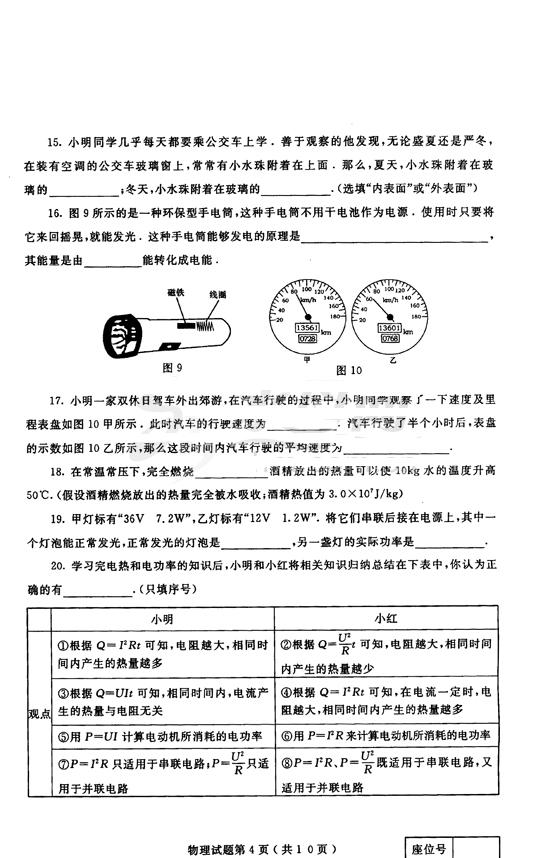 15. 小明同学几乎每天都要乘公交车上学. 善于观察的他发现,无论盛夏还是严冬,
在装有空调的公交车玻璃窗上,常常有小水珠附着在上面. 那么,夏天,小水珠附着在玻
璃的__________;冬天,小水珠附着在玻璃的__________.(选填“内表面”或“外表面”)
16. 图9所示的是一种环保型手电筒,这种手电筒不用干电池作为电源. 使用时只要将
它来回摇晃,就能发光. 这种手电筒能够发电的原理是__________,
其能量是由__________能转化成电能.
磁铁 线圈
图9
20 40 60 80 100 120 140 160 180
km/h
13561 km
0728
甲
20 40 60 80 100 120 140 160 180
km/h
13601 km
0768
乙
图10
17. 小明一家双休日驾车外出郊游,在汽车行驶的过程中,小明同学观察了一下速度及里
程表盘如图10甲所示. 此时汽车的行驶速度为__________. 汽车行驶了半个小时后,表盘
的示数如图10乙所示,那么这段时间内汽车行驶的平均速度为__________.
18. 在常温常压下,完全燃烧__________酒精放出的热量可以使10kg水的温度升高
50℃.(假设酒精燃烧放出的热量完全被水吸收;酒精热值为3.0×10⁷J/kg)
19. 甲灯标有“36V 7.2W”,乙灯标有“12V 1.2W”. 将它们串联后接在电源上,其中一
个灯泡能正常发光,正常发光的灯泡是__________,另一盏灯的实际功率是__________.
20. 学习完电热和电功率的知识后,小明和小红将相关知识归纳总结在下表中,你认为正
确的有__________.(只填序号)
小明 小红
观点
①根据Q=I²Rt可知,电阻越大,相同时
间内产生的热量越多
②根据Q=U²/R t可知,电阻越大,相同时间
内产生的热量越少
③根据Q=UIt可知,相同时间内,电流产
生的热量与电阻无关
④根据Q=I²Rt可知,在电流一定时,电
阻越大,相同时间内产生的热量越多
⑤用P=UI计算电动机所消耗的电功率
⑥用P=I²R来计算电动机所消耗的电功率
⑦P=I²R只适用于串联电路;P=U²/R只适
用于并联电路
⑧P=I²R、P=U²/R既适用于串联电路,又
适用于并联电路
物理试题第4页(共10页)
座位号